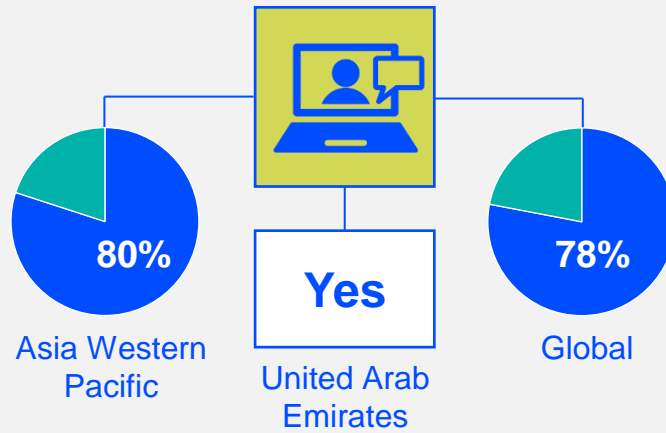 80%
Asia Western
Pacific
Yes
United Arab
Emirates
78%
Global